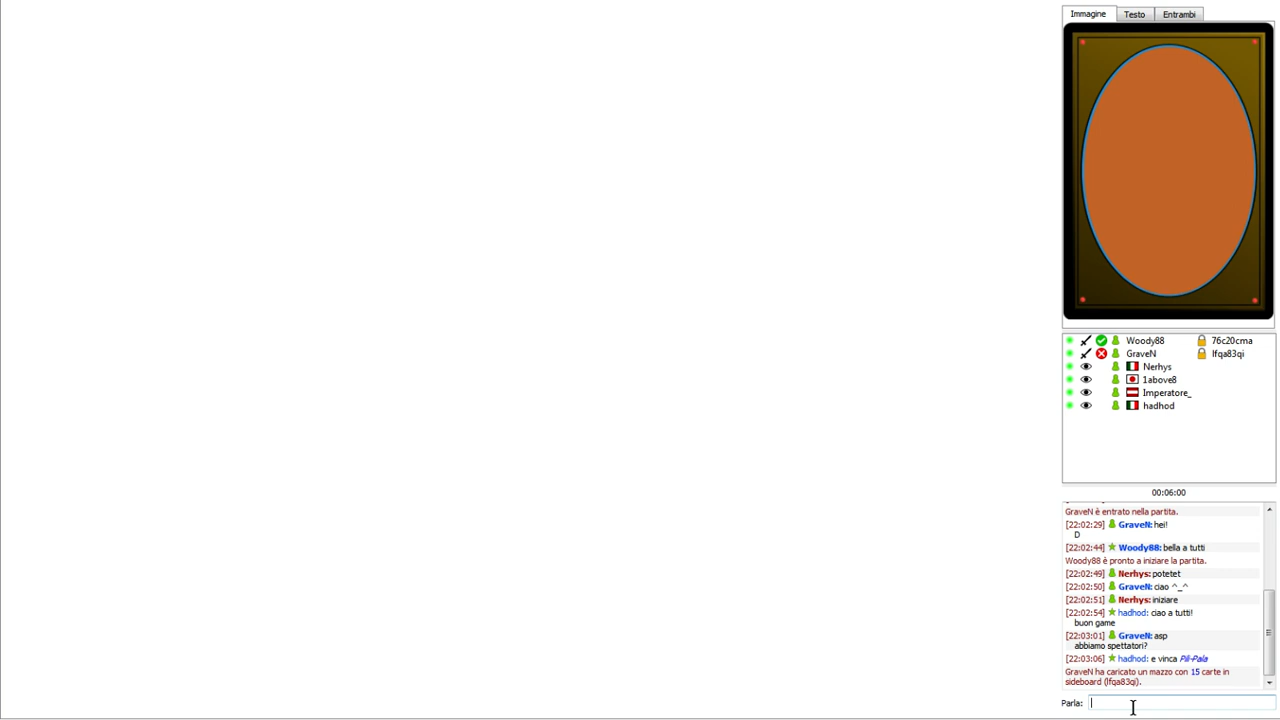 Immagine Testo Entrambi
Woody88 76c20cma
GraveN lfqa83qi
Nerhys
1above8
Imperatore_
hadhod
00:06:00
GraveN è entrato nella partita.
[22:02:29] GraveN: hei!
D
[22:02:44] Woody88: bella a tutti
Woody88 è pronto a iniziare la partita.
[22:02:49] Nerhys: potetet
[22:02:50] GraveN: ciao ^_^
[22:02:51] Nerhys: iniziare
[22:02:54] hadhod: ciao a tutti!
buon game
[22:03:01] GraveN: asp
abbiamo spettatori?
[22:03:06] hadhod: e vinca Pili-Pala
GraveN ha caricato un mazzo con 15 carte in
sideboard (lfqa83qi).
Parla: